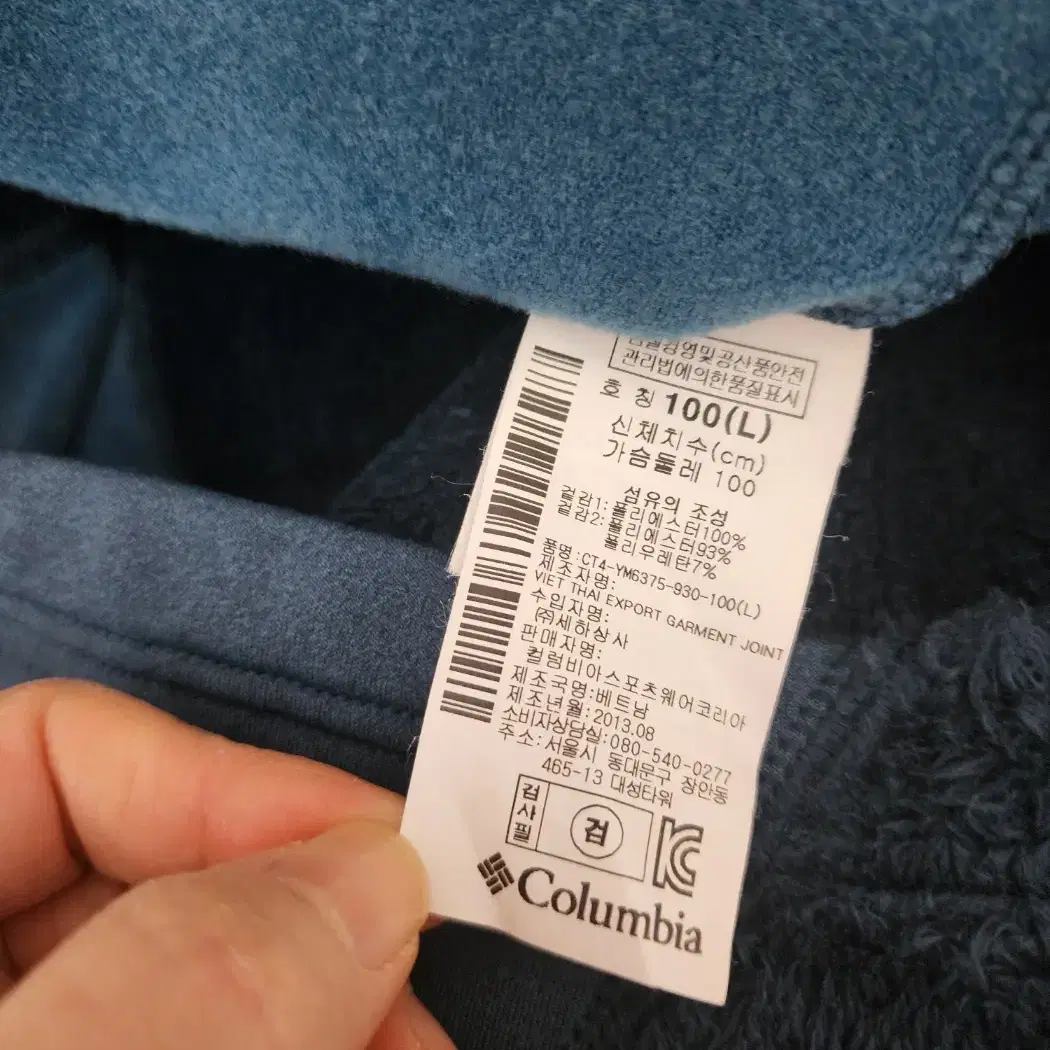 관리법에의한품질표시
호 칭 100(L)
신체치수(cm)
가슴둘레 100
섬유의 조성
겉감1: 폴리에스터100%
겉감2: 폴리에스터93%
폴리우레탄7%
품명:CT4-YM6375-930-100(L)
제조자명:
VIET THAI EXPORT GARMENT JOINT
수입자명:
(주)세하상사
판매자명:
컬럼비아스포츠웨어코리아
제조국명:베트남
제조년월:2013.08
소비자상담실:080-540-0277
주소:서울시 동대문구 장안동
465-13 대성타워
검사필
검
Columbia